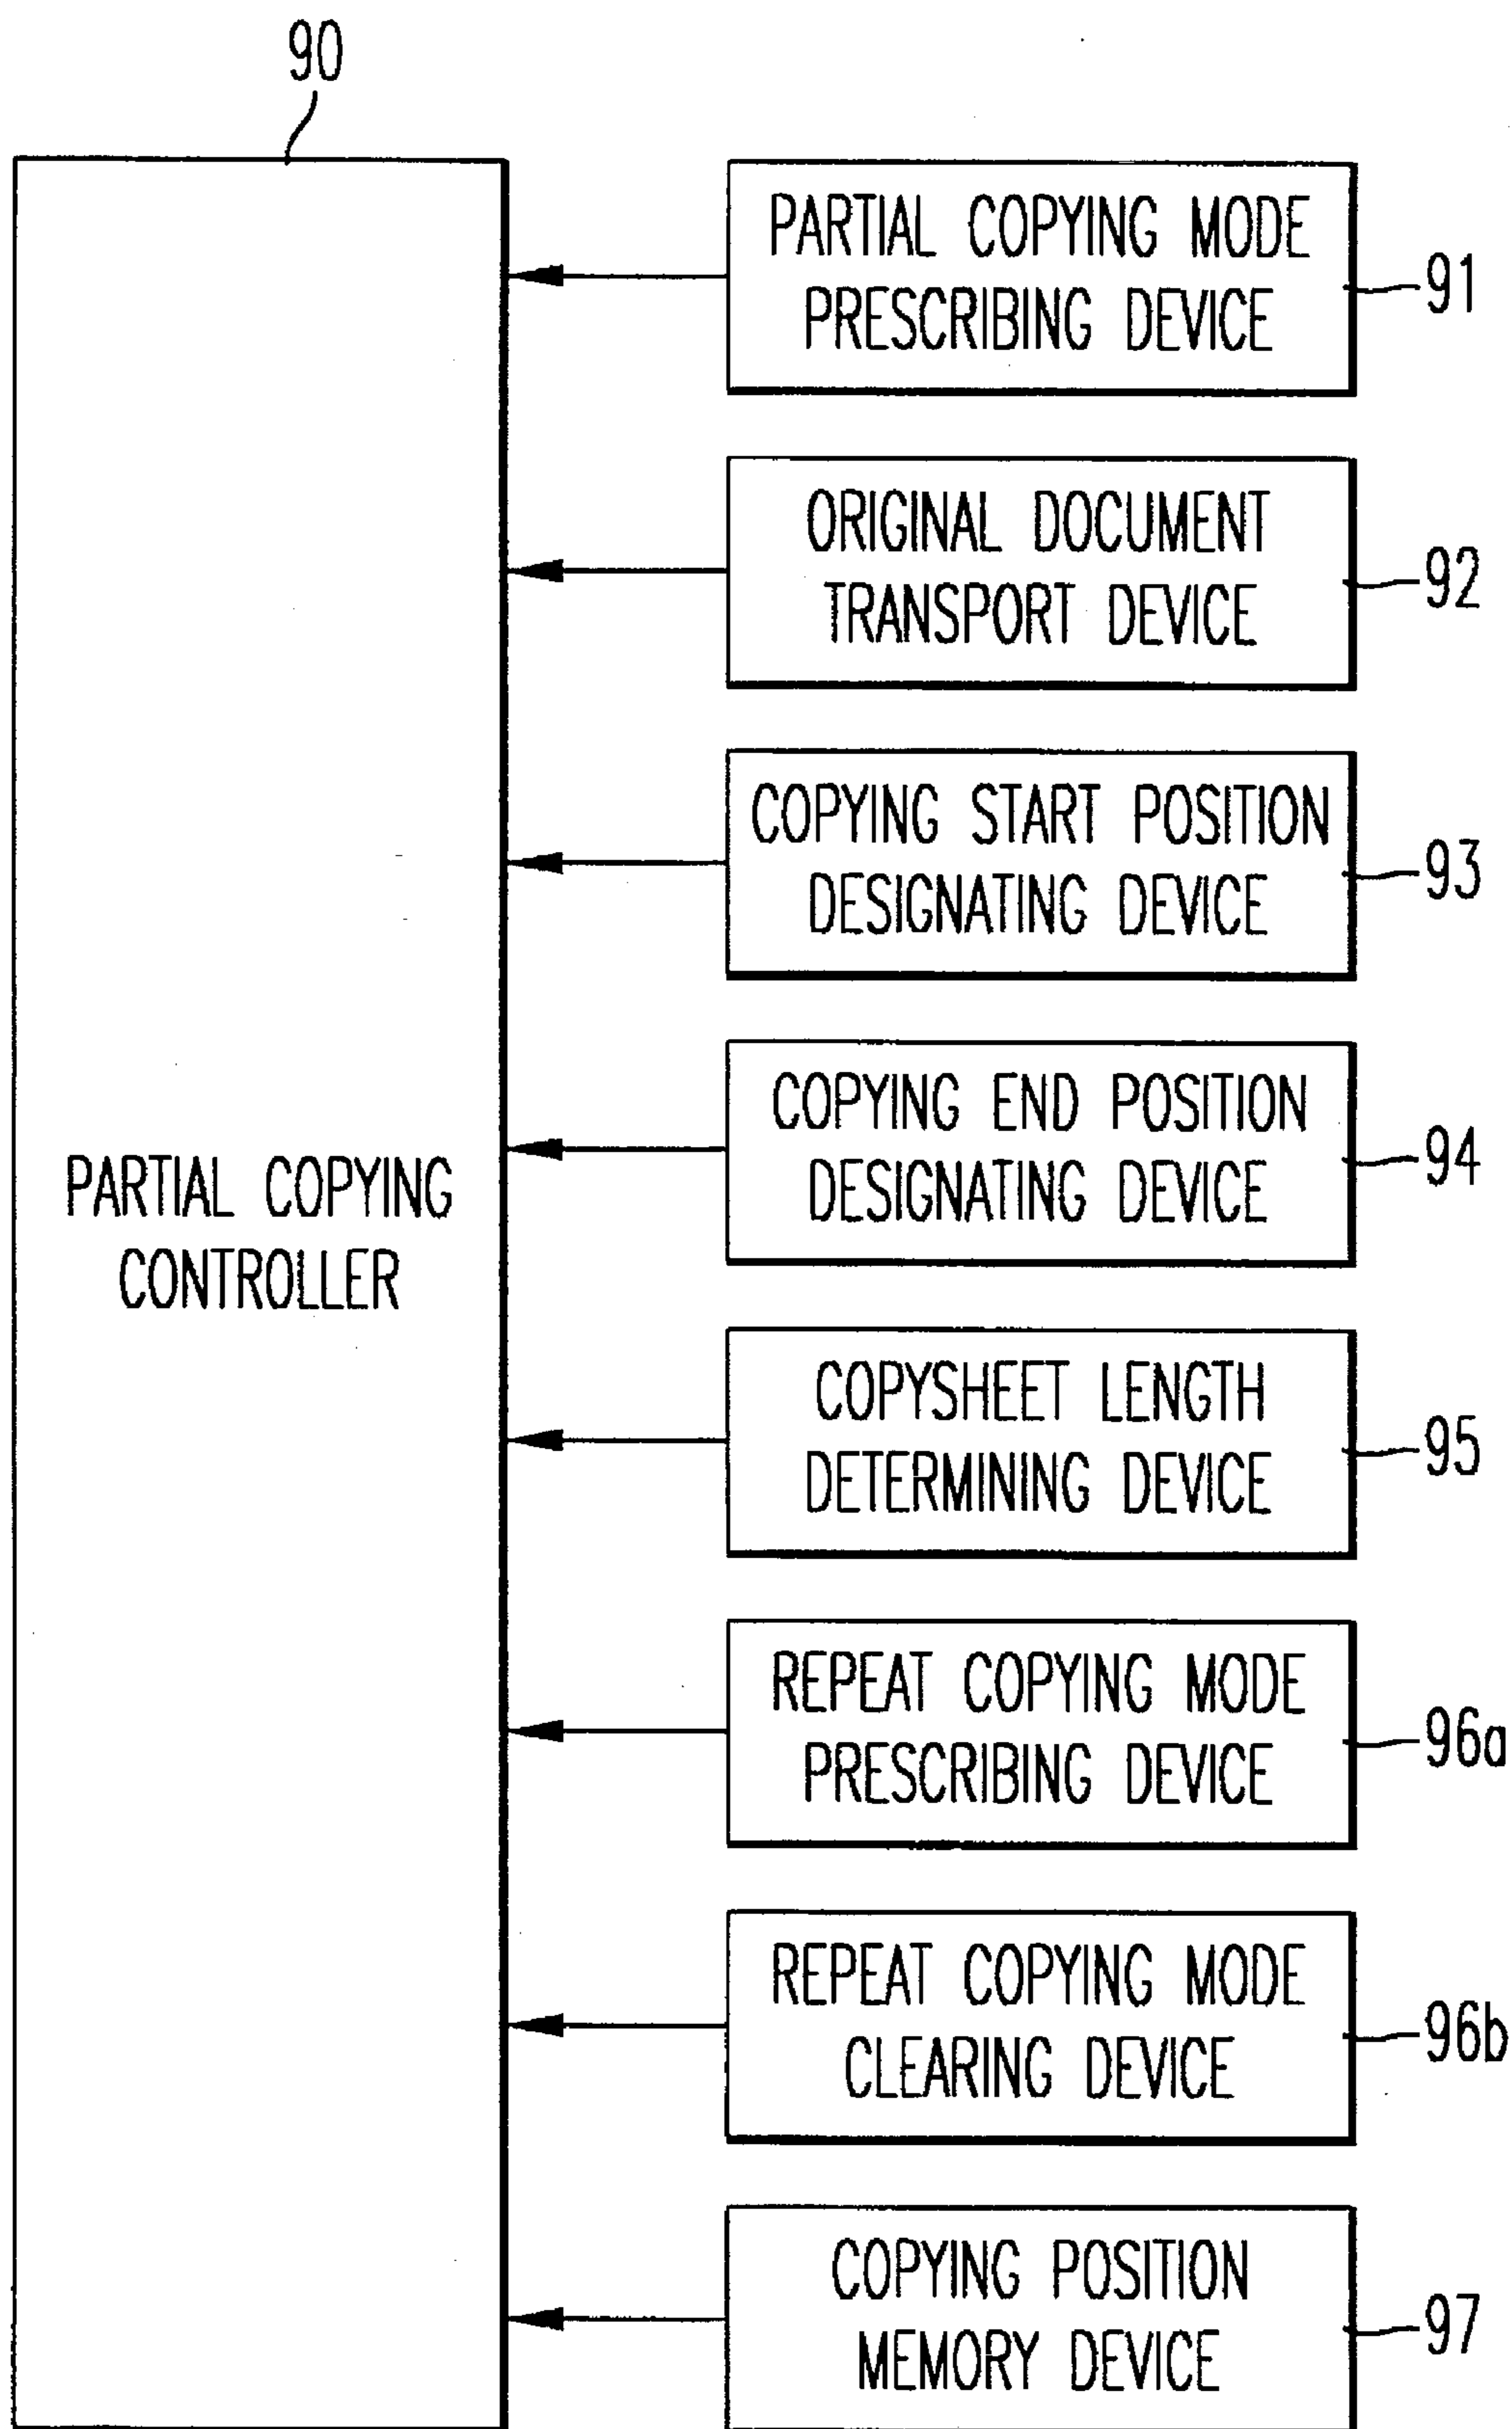 90
PARTIAL COPYING
CONTROLLER
PARTIAL COPYING MODE
PRESCRIBING DEVICE
91
ORIGINAL DOCUMENT
TRANSPORT DEVICE
92
COPYING START POSITION
DESIGNATING DEVICE
93
COPYING END POSITION
DESIGNATING DEVICE
94
COPYSHEET LENGTH
DETERMINING DEVICE
95
REPEAT COPYING MODE
PRESCRIBING DEVICE
96a
REPEAT COPYING MODE
CLEARING DEVICE
96b
COPYING POSITION
MEMORY DEVICE
97